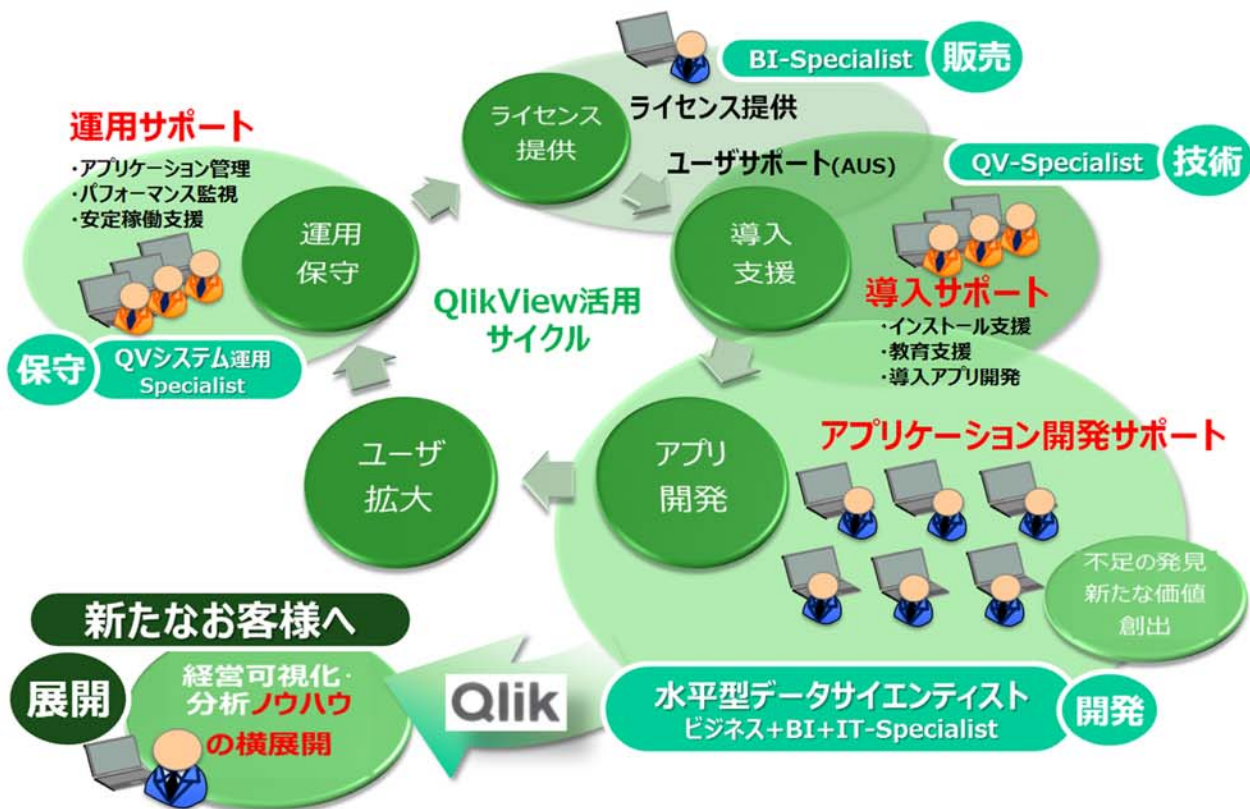 BI-Specialist
販売
ライセンス
提供
ライセンス提供
ユーザサポート(AUS)
QV-Specialist
技術
運用サポート
・アプリケーション管理
・パフォーマンス監視
・安定稼働支援
運用
保守
導入
支援
導入サポート
・インストール支援
・教育支援
・導入アプリ開発
QlikView活用
サイクル
保守
QVシステム運用
Specialist
ユーザ
拡大
アプリ
開発
アプリケーション開発サポート
不足の発見
新たな価値
創出
新たなお客様へ
展開
経営可視化・
分析ノウハウ
の横展開
Qlik
水平型データサイエンティスト
ビジネス+BI+IT-Specialist
開発